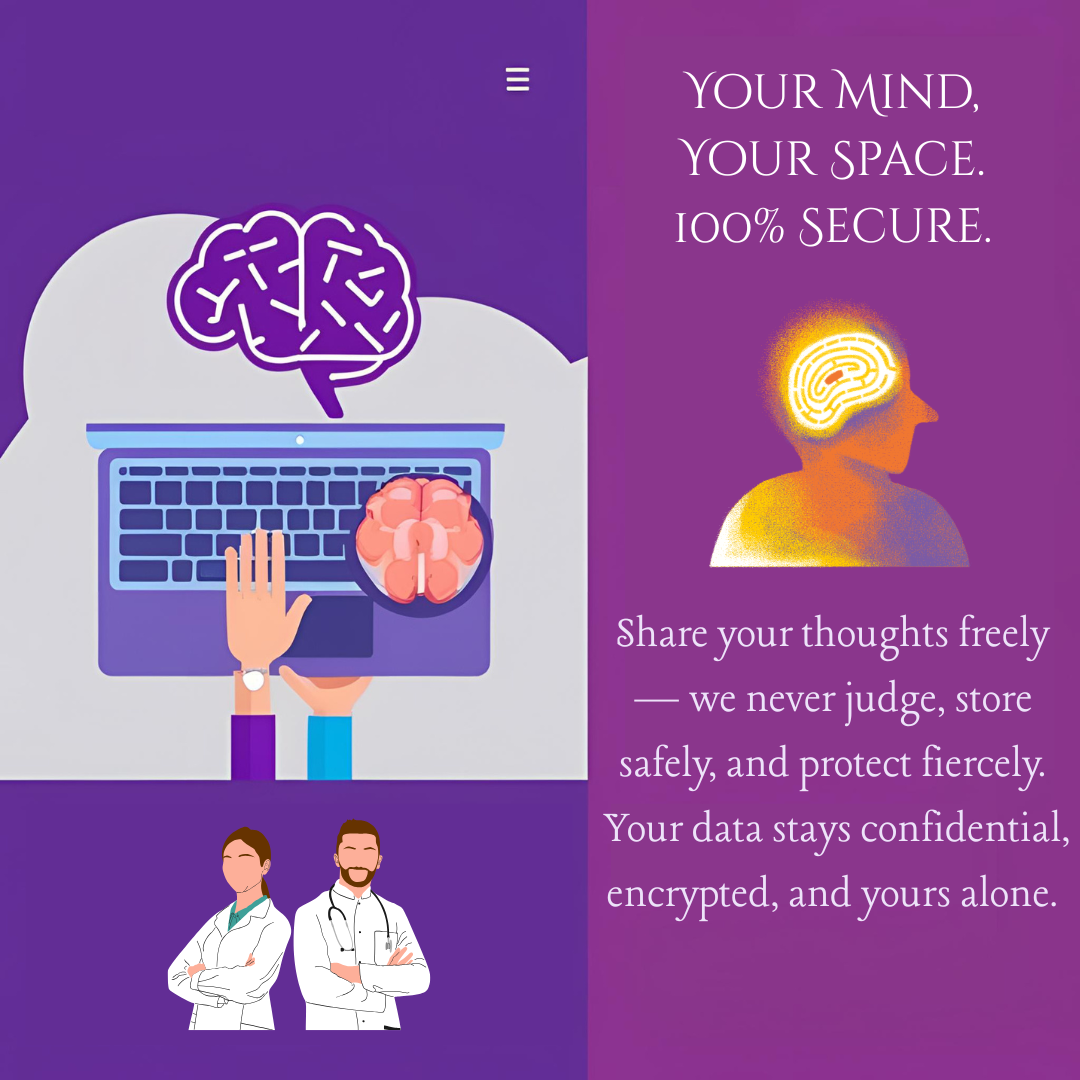 Your Mind,
Your Space.
100% Secure.
Share your thoughts freely
— we never judge, store
safely, and protect fiercely.
Your data stays confidential,
encrypted, and yours alone.